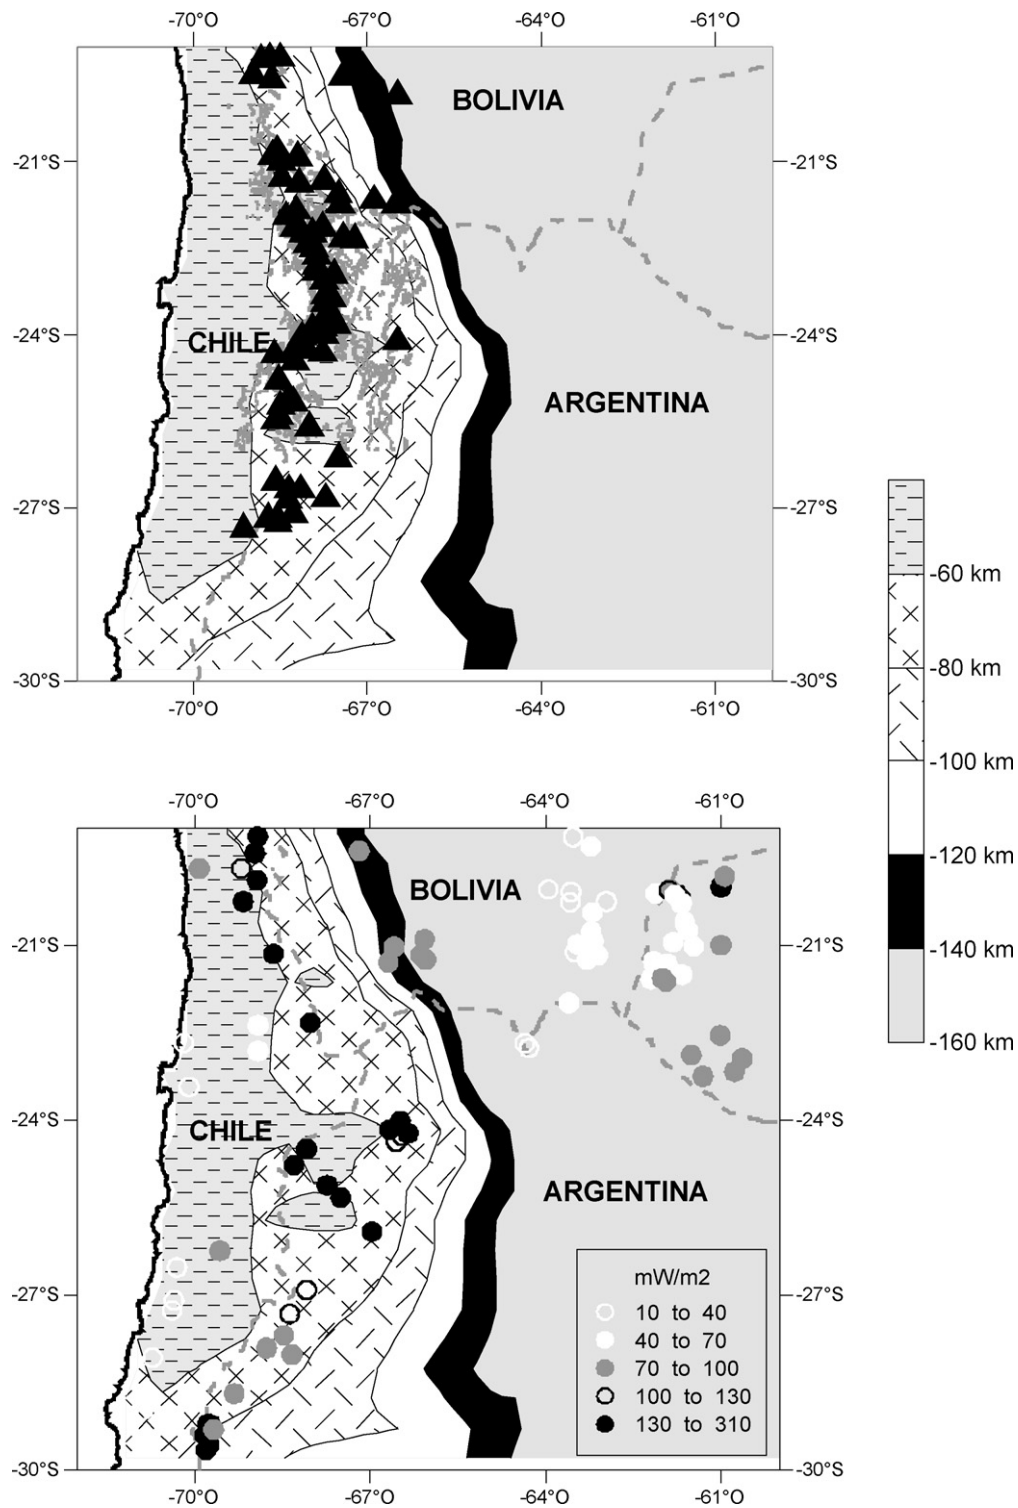 -70°O -67°O -64°O -61°O
BOLIVIA
-21°S -21°S
-24°S -24°S
CHILE
ARGENTINA
-27°S -27°S
-30°S -30°S
-70°O -67°O -64°O -61°O
-60 km
-80 km
-100 km
-120 km
-140 km
-160 km
-70°O -67°O -64°O -61°O
BOLIVIA
-21°S -21°S
-24°S -24°S
CHILE
ARGENTINA
mW/m2
10 to 40
40 to 70
70 to 100
100 to 130
130 to 310
-27°S -27°S
-30°S -30°S
-70°O -67°O -64°O -61°O